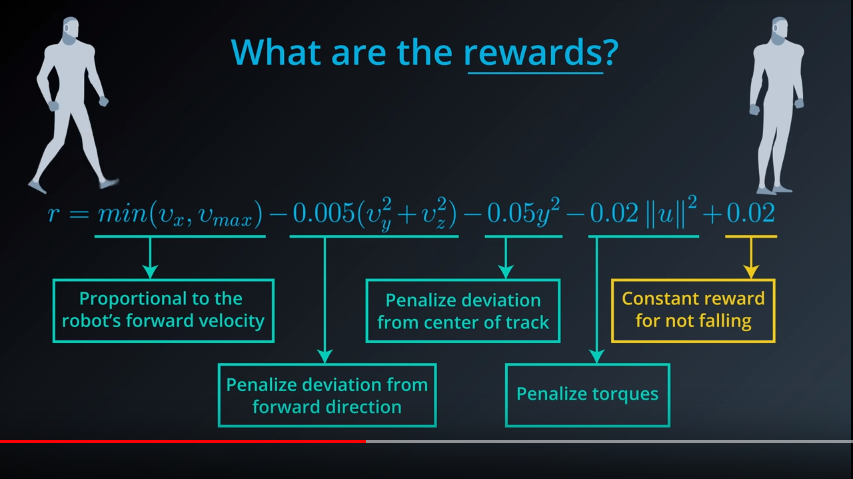 What are the rewards?
r = min(v_x, v_max) − 0.005(v_y^2 + v_z^2) − 0.05y^2 − 0.02 ‖u‖^2 + 0.02
Proportional to the
robot’s forward velocity
Penalize deviation
from center of track
Constant reward
for not falling
Penalize deviation from
forward direction
Penalize torques